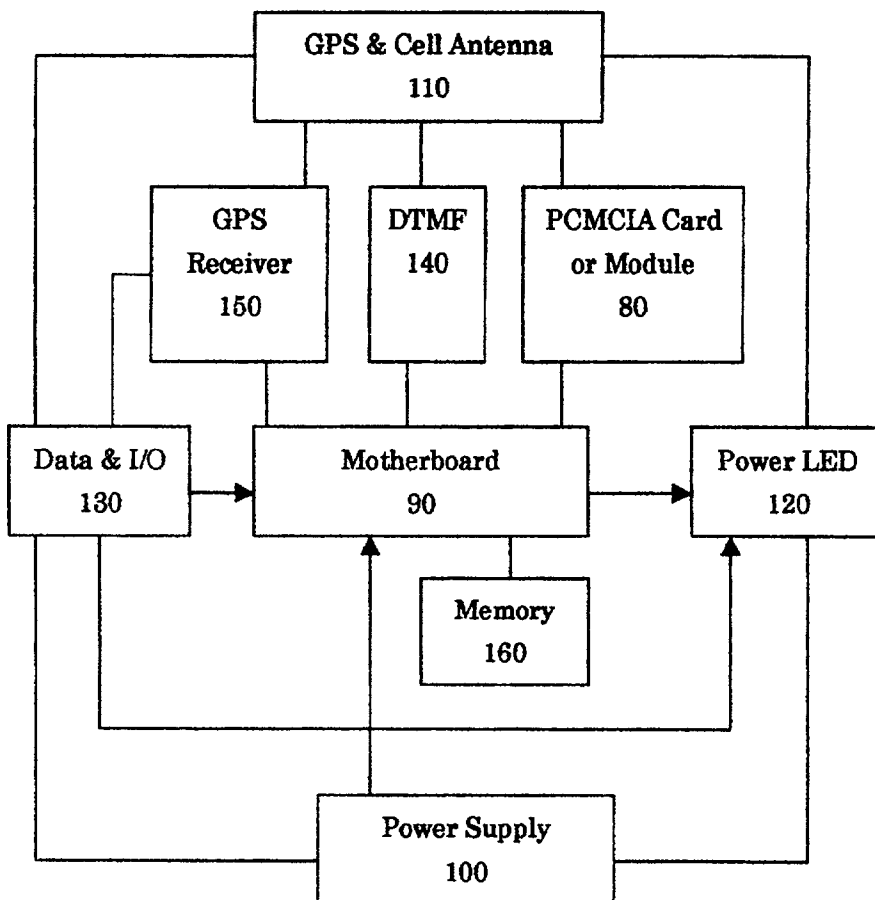 GPS & Cell Antenna
110
GPS
Receiver
150
DTMF
140
PCMCIA Card
or Module
80
Data & I/O
130
Motherboard
90
Power LED
120
Memory
160
Power Supply
100